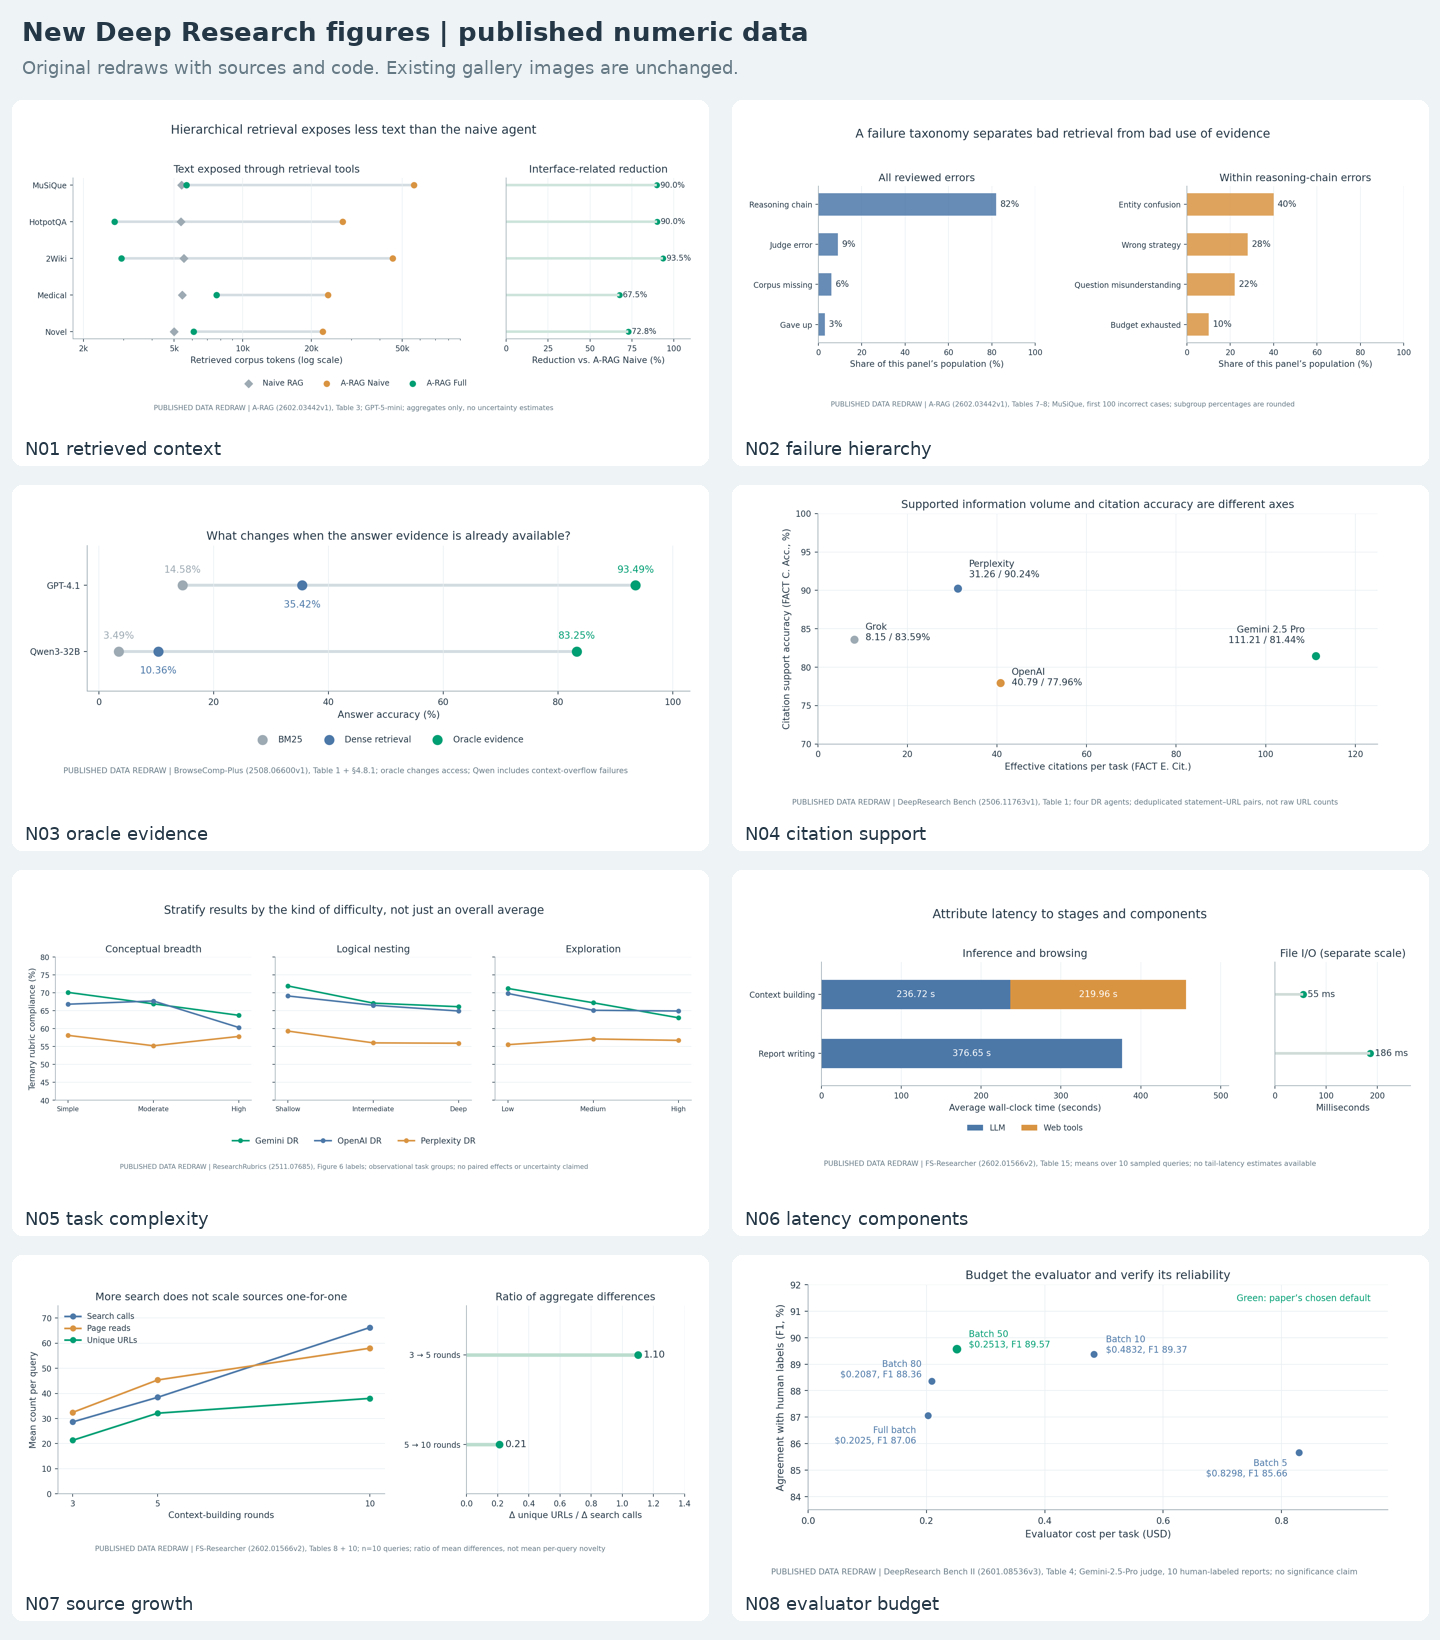 New Deep Research figures | published numeric data
Original redraws with sources and code. Existing gallery images are unchanged.
Hierarchical retrieval exposes less text than the naive agent
Text exposed through retrieval tools
Interface-related reduction
MuSiQue
90.0%
HotpotQA
90.0%
2Wiki
93.5%
Medical
67.5%
Novel
72.8%
2k 5k 10k 20k 50k
0 25 50 75 100
Retrieved corpus tokens (log scale)
Reduction vs. A-RAG Naive (%)
Naive RAG A-RAG Naive A-RAG Full
PUBLISHED DATA REDRAW | A-RAG (2602.03442v1), Table 3; GPT-5-mini; aggregates only, no uncertainty estimates
N01 retrieved context
A failure taxonomy separates bad retrieval from bad use of evidence
All reviewed errors
Within reasoning-chain errors
Reasoning chain 82%
Entity confusion 40%
Judge error 9%
Wrong strategy 28%
Corpus missing 6%
Question misunderstanding 22%
Gave up 3%
Budget exhausted 10%
0 20 40 60 80 100
0 20 40 60 80 100
Share of this panel's population (%)
Share of this panel's population (%)
PUBLISHED DATA REDRAW | A-RAG (2602.03442v1), Tables 7–8; MuSiQue, first 100 incorrect cases; subgroup percentages are rounded
N02 failure hierarchy
What changes when the answer evidence is already available?
14.58% 93.49%
GPT-4.1
35.42%
3.49% 83.25%
Qwen3-32B
10.36%
0 20 40 60 80 100
Answer accuracy (%)
BM25 Dense retrieval Oracle evidence
PUBLISHED DATA REDRAW | BrowseComp-Plus (2508.06600v1), Table 1 + §4.8.1; oracle changes access; Qwen includes context-overflow failures
N03 oracle evidence
Supported information volume and citation accuracy are different axes
Citation support accuracy (FACT C. Acc., %)
100
95
90
85
80
75
70
Perplexity
31.26 / 90.24%
Grok
8.15 / 83.59%
Gemini 2.5 Pro
111.21 / 81.44%
OpenAI
40.79 / 77.96%
0 20 40 60 80 100 120
Effective citations per task (FACT E. Cit.)
PUBLISHED DATA REDRAW | DeepResearch Bench (2506.11763v1), Table 1; four DR agents; deduplicated statement–URL pairs, not raw URL counts
N04 citation support
Stratify results by the kind of difficulty, not just an overall average
Conceptual breadth
Logical nesting
Exploration
Ternary rubric compliance (%)
80
75
70
65
60
55
50
45
40
Simple Moderate High
Shallow Intermediate Deep
Low Medium High
Gemini DR OpenAI DR Perplexity DR
PUBLISHED DATA REDRAW | ResearchRubrics (2511.07685), Figure 6 labels; observational task groups; no paired effects or uncertainty claimed
N05 task complexity
Attribute latency to stages and components
Inference and browsing
File I/O (separate scale)
Context building 236.72 s 219.96 s
55 ms
Report writing 376.65 s
186 ms
0 100 200 300 400 500
0 100 200
Average wall-clock time (seconds)
Milliseconds
LLM Web tools
PUBLISHED DATA REDRAW | FS-Researcher (2602.01566v2), Table 15; means over 10 sampled queries; no tail-latency estimates available
N06 latency components
More search does not scale sources one-for-one
Ratio of aggregate differences
Search calls
Page reads
Unique URLs
Mean count per query
70
60
50
40
30
20
10
0
3 5 10
Context-building rounds
3 → 5 rounds 1.10
5 → 10 rounds 0.21
0.0 0.2 0.4 0.6 0.8 1.0 1.2 1.4
Δ unique URLs / Δ search calls
PUBLISHED DATA REDRAW | FS-Researcher (2602.01566v2), Tables 8 + 10; n=10 queries; ratio of mean differences, not mean per-query novelty
N07 source growth
Budget the evaluator and verify its reliability
Green: paper's chosen default
Agreement with human labels (F1, %)
92
91
90
89
88
87
86
85
84
Batch 50
$0.2513, F1 89.57
Batch 10
$0.4832, F1 89.37
Batch 80
$0.2087, F1 88.36
Full batch
$0.2025, F1 87.06
Batch 5
$0.8298, F1 85.66
0.0 0.2 0.4 0.6 0.8
Evaluator cost per task (USD)
PUBLISHED DATA REDRAW | DeepResearch Bench II (2601.08536v3), Table 4; Gemini-2.5-Pro judge, 10 human-labeled reports; no significance claim
N08 evaluator budget